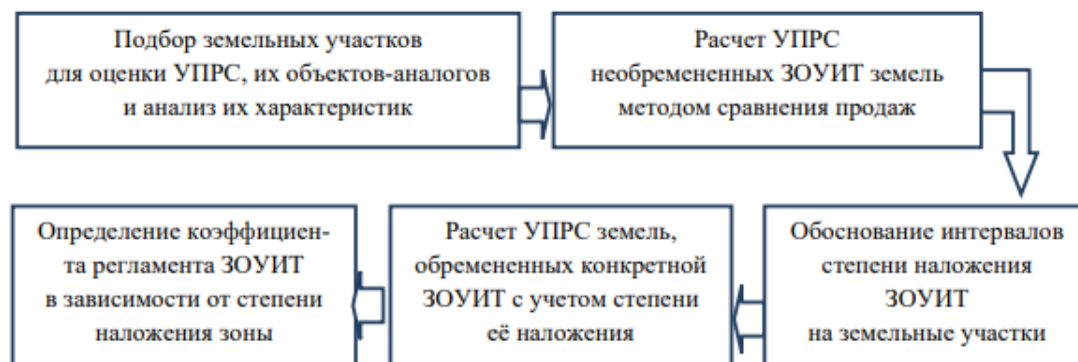 Подбор земельных участков
для оценки УПРС, их объектов-аналогов
и анализ их характеристик
Расчет УПРС
необремененных ЗОУИТ земель
методом сравнения продаж
Обоснование интервалов
степени наложения
ЗОУИТ
на земельные участки
Расчет УПРС земель,
обремененных конкретной
ЗОУИТ с учетом степени
её наложения
Определение коэффициен-
та регламента ЗОУИТ
в зависимости от степени
наложения зоны